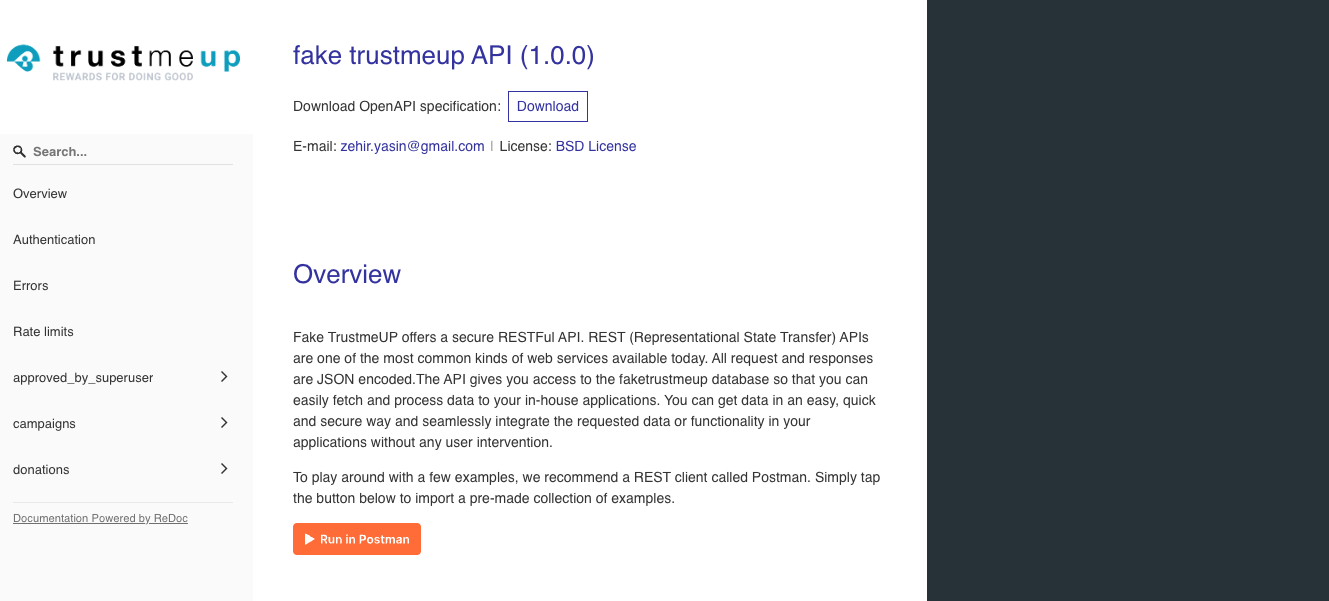 trustmeup
REWARDS FOR DOING GOOD
Search...
Overview
Authentication
Errors
Rate limits
approved_by_superuser
campaigns
donations
Documentation Powered by ReDoc
fake trustmeup API (1.0.0)
Download OpenAPI specification: Download
E-mail: zehir.yasin@gmail.com | License: BSD License
Overview
Fake TrustmeUP offers a secure RESTFul API. REST (Representational State Transfer) APIs
are one of the most common kinds of web services available today. All request and responses
are JSON encoded.The API gives you access to the faketrustmeup database so that you can
easily fetch and process data to your in-house applications. You can get data in an easy, quick
and secure way and seamlessly integrate the requested data or functionality in your
applications without any user intervention.
To play around with a few examples, we recommend a REST client called Postman. Simply tap
the button below to import a pre-made collection of examples.
Run in Postman